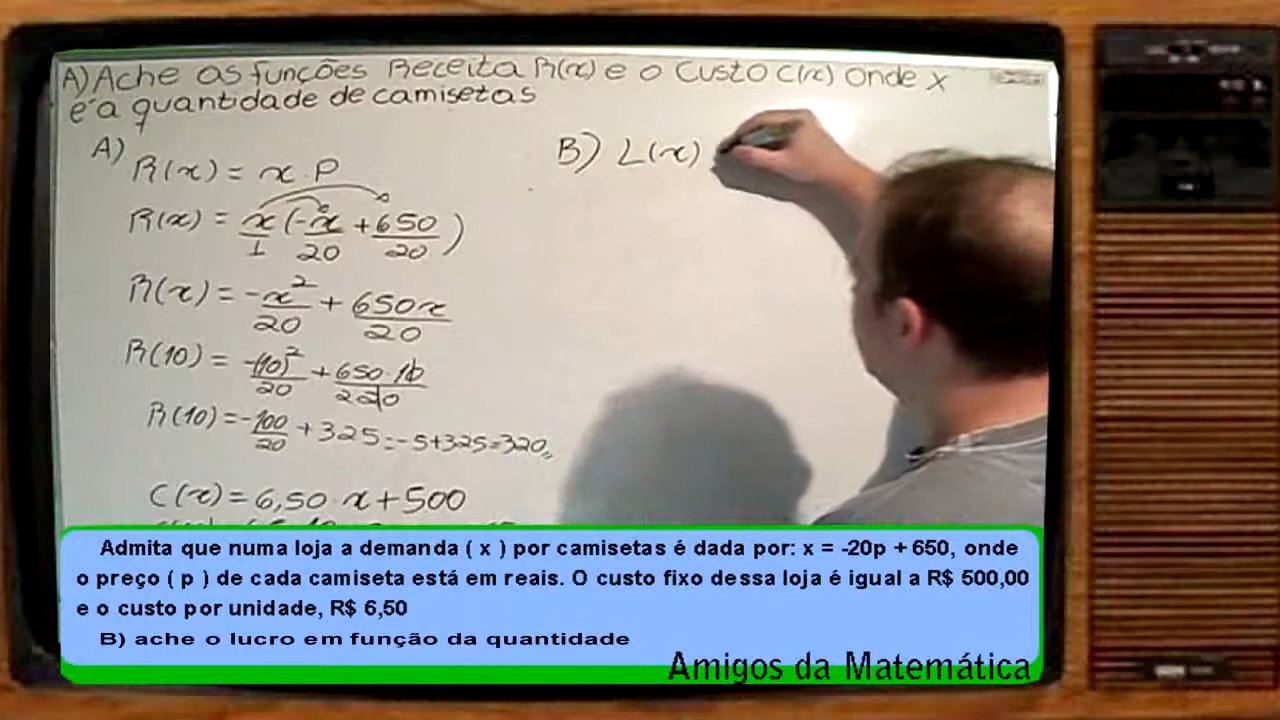 A) Ache as funções Receita R(x) e o Custo C(x) onde x
é a quantidade de camisetas
A)
R(x) = x · P
R(x) = x/1 (-x/20 + 650/20)
R(x) = -x²/20 + 650x/20
R(10) = -(10)²/20 + 650·10/20
R(10) = -100/20 + 325 = -5+325=320,,
C(x) = 6,50 · x + 500
B) L(x)
Admita que numa loja a demanda ( x ) por camisetas é dada por: x = -20p + 650, onde
o preço ( p ) de cada camiseta está em reais. O custo fixo dessa loja é igual a R$ 500,00
e o custo por unidade, R$ 6,50
B) ache o lucro em função da quantidade
Amigos da Matemática